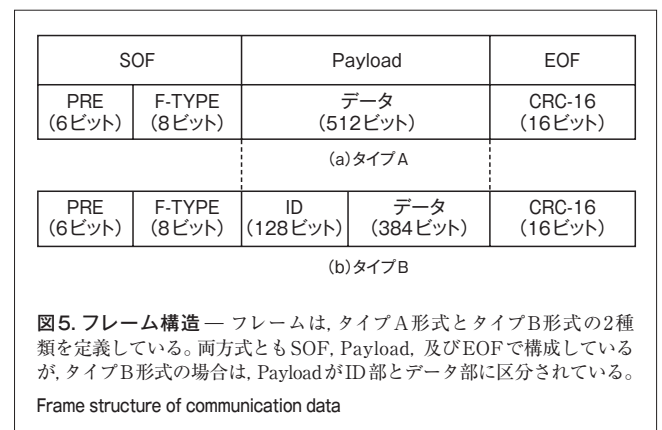 SOF Payload EOF
PRE F-TYPE データ CRC-16
(6ビット) (8ビット) (512ビット) (16ビット)
(a)タイプA
PRE F-TYPE ID データ CRC-16
(6ビット) (8ビット) (128ビット) (384ビット) (16ビット)
(b)タイプB
図5. フレーム構造 — フレームは, タイプA形式とタイプB形式の2種
類を定義している。両方式ともSOF, Payload, 及びEOFで構成している
が, タイプB形式の場合は, PayloadがID部とデータ部に区分されている。
Frame structure of communication data